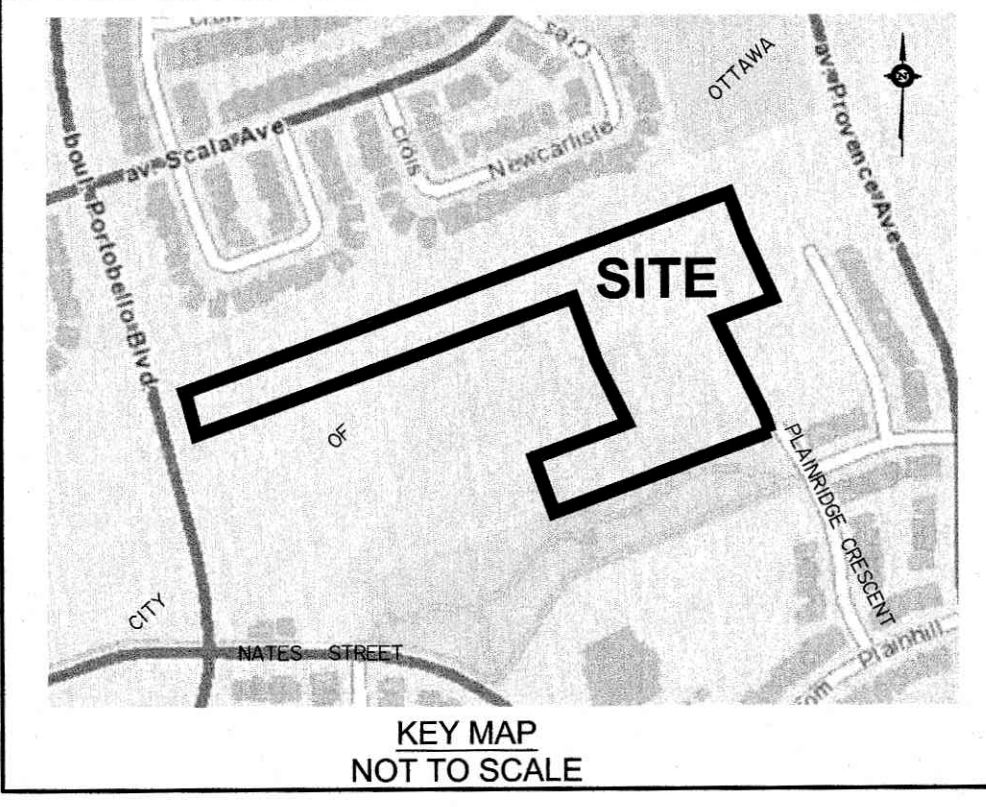 Crois
Cres
OTTAWA
N
av. Provence Ave
boul. Portobello Blvd
av. Scala Ave
crois
Newcarlisle
SITE
OF
PLAINRIDGE CRESCENT
CITY
NATES STREET
Plainhill
KEY MAP
NOT TO SCALE